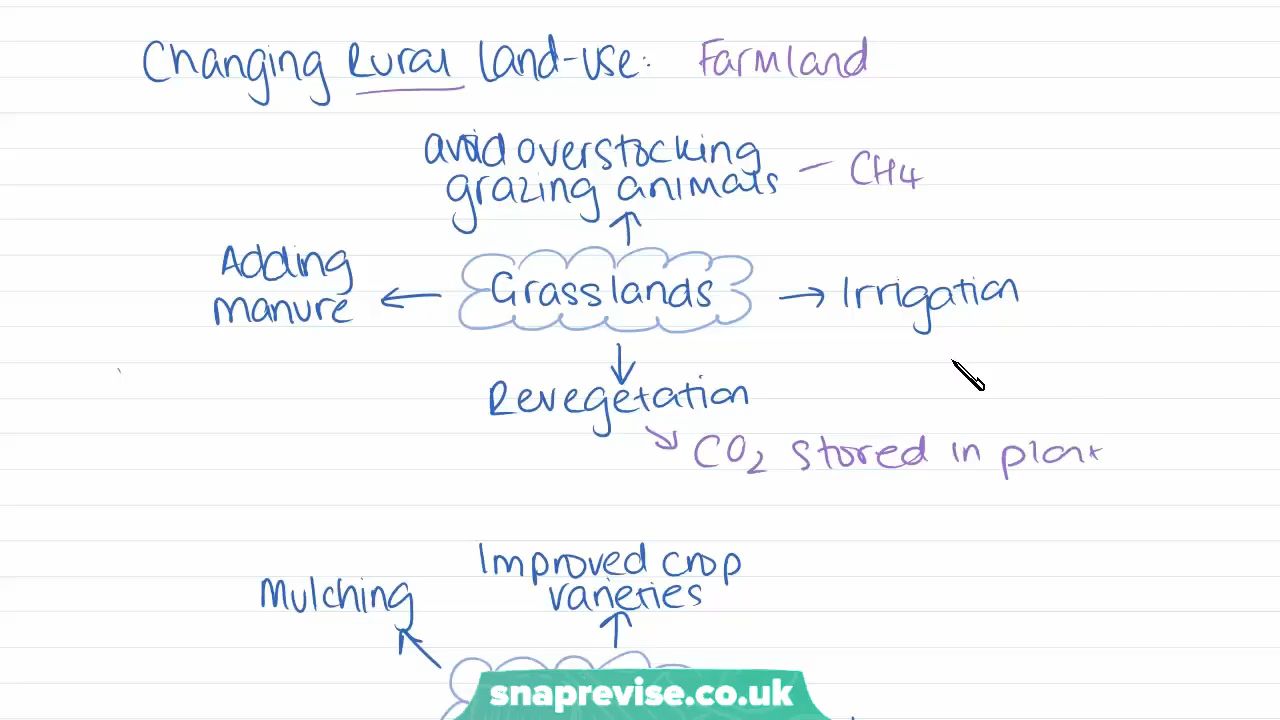 Changing Rural land-use: Farmland
avoid overstocking
grazing animals – CH4
Adding
manure
Grasslands
Irrigation
Revegetation
CO2 stored in plant
Improved crop
varieties
Mulching
snaprevise.co.uk